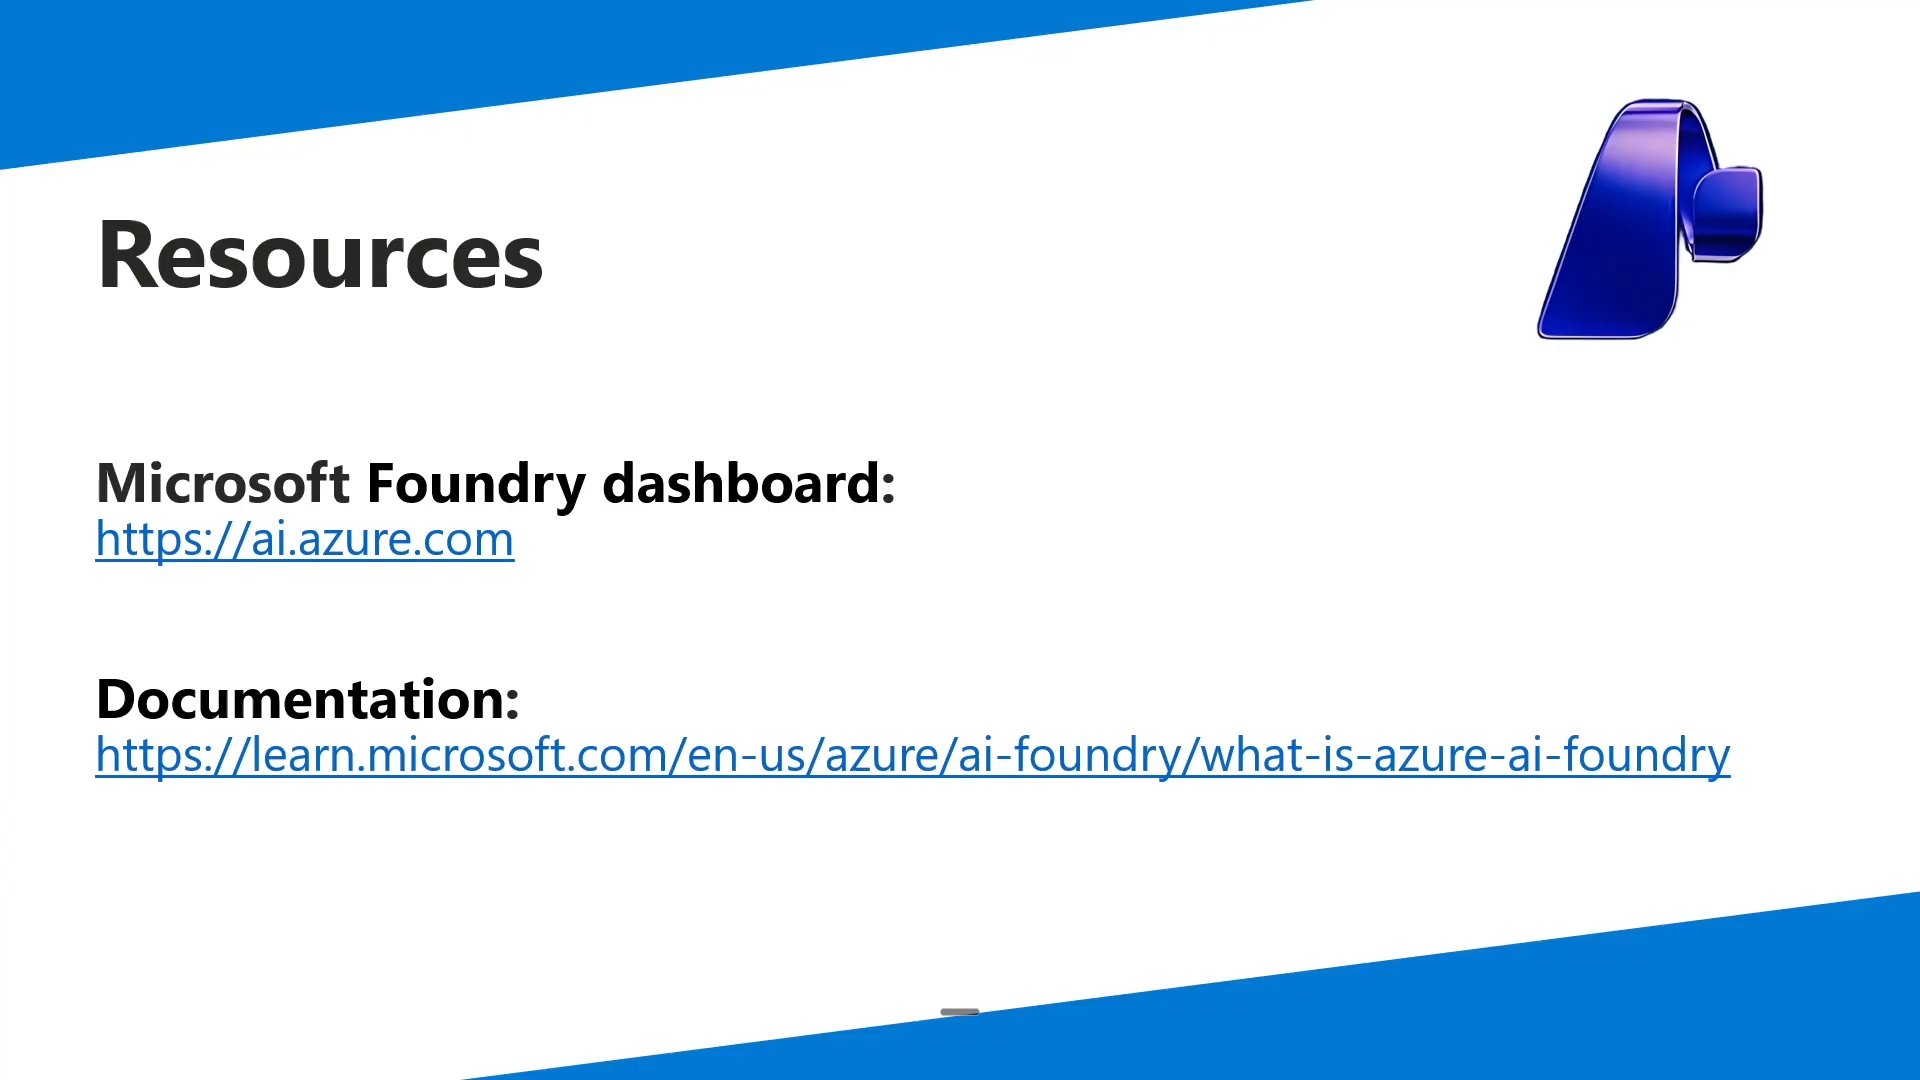 Resources
Microsoft Foundry dashboard:
https://ai.azure.com
Documentation:
https://learn.microsoft.com/en-us/azure/ai-foundry/what-is-azure-ai-foundry